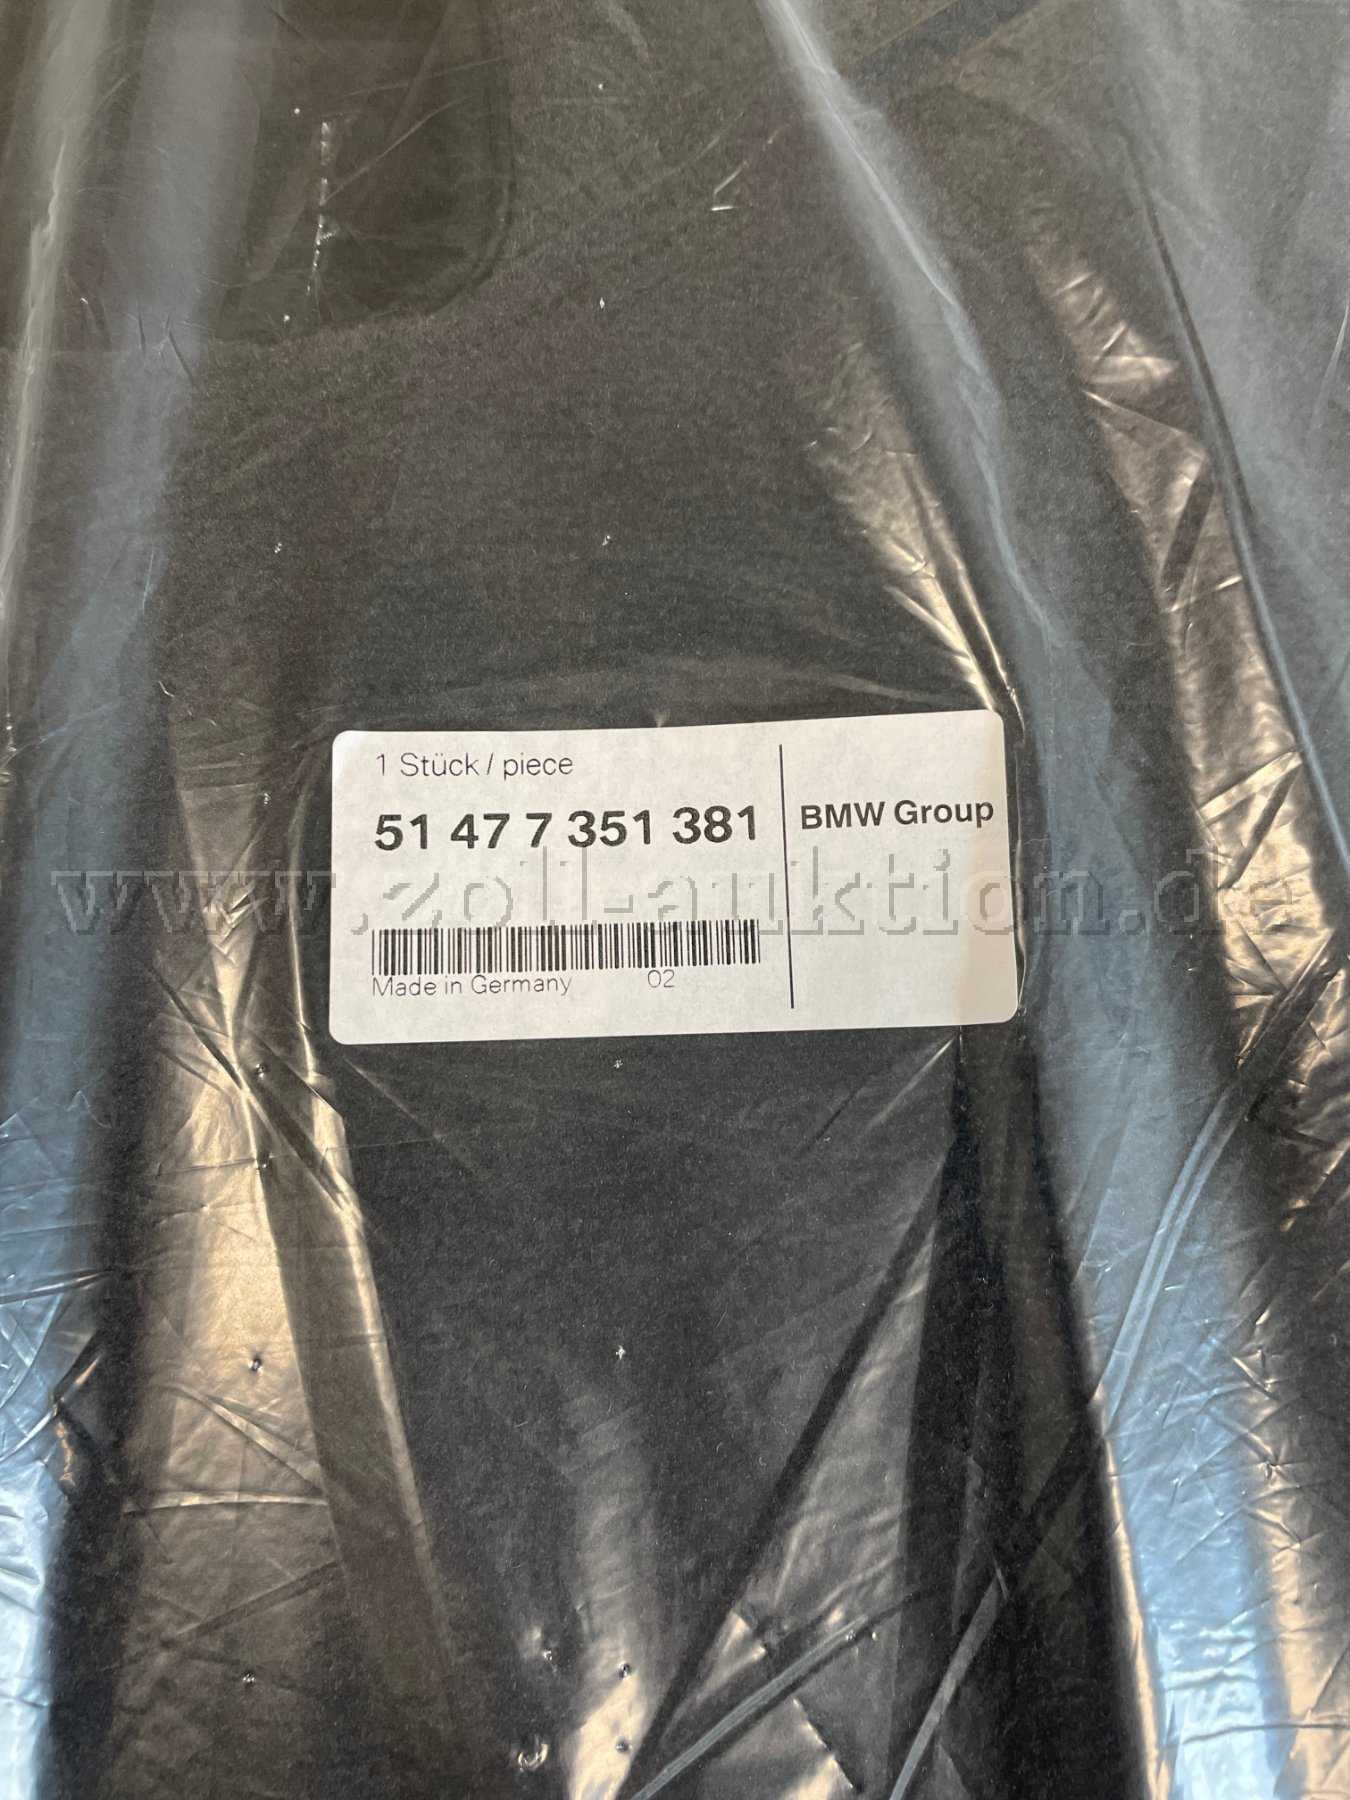 1 Stück / piece
51 47 7 351 381
BMW Group
www.zoll-auktion.de
Made in Germany 02